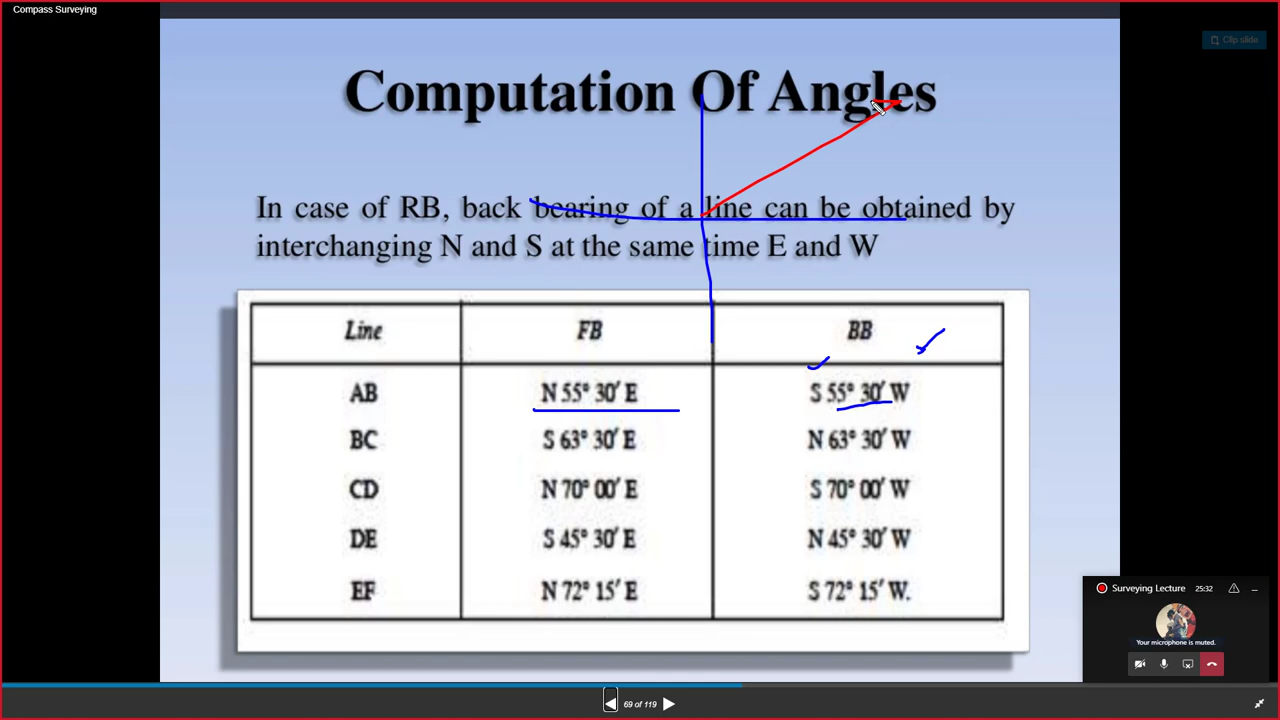 Compass Surveying
Clip slide
Computation Of Angles
In case of RB, back bearing of a line can be obtained by
interchanging N and S at the same time E and W
Line FB BB
AB N 55° 30′ E S 55° 30′ W
BC S 63° 30′ E N 63° 30′ W
CD N 70° 00′ E S 70° 00′ W
DE S 45° 30′ E N 45° 30′ W
EF N 72° 15′ E S 72° 15′ W.
Surveying Lecture 25:32
Your microphone is muted.
69 of 119